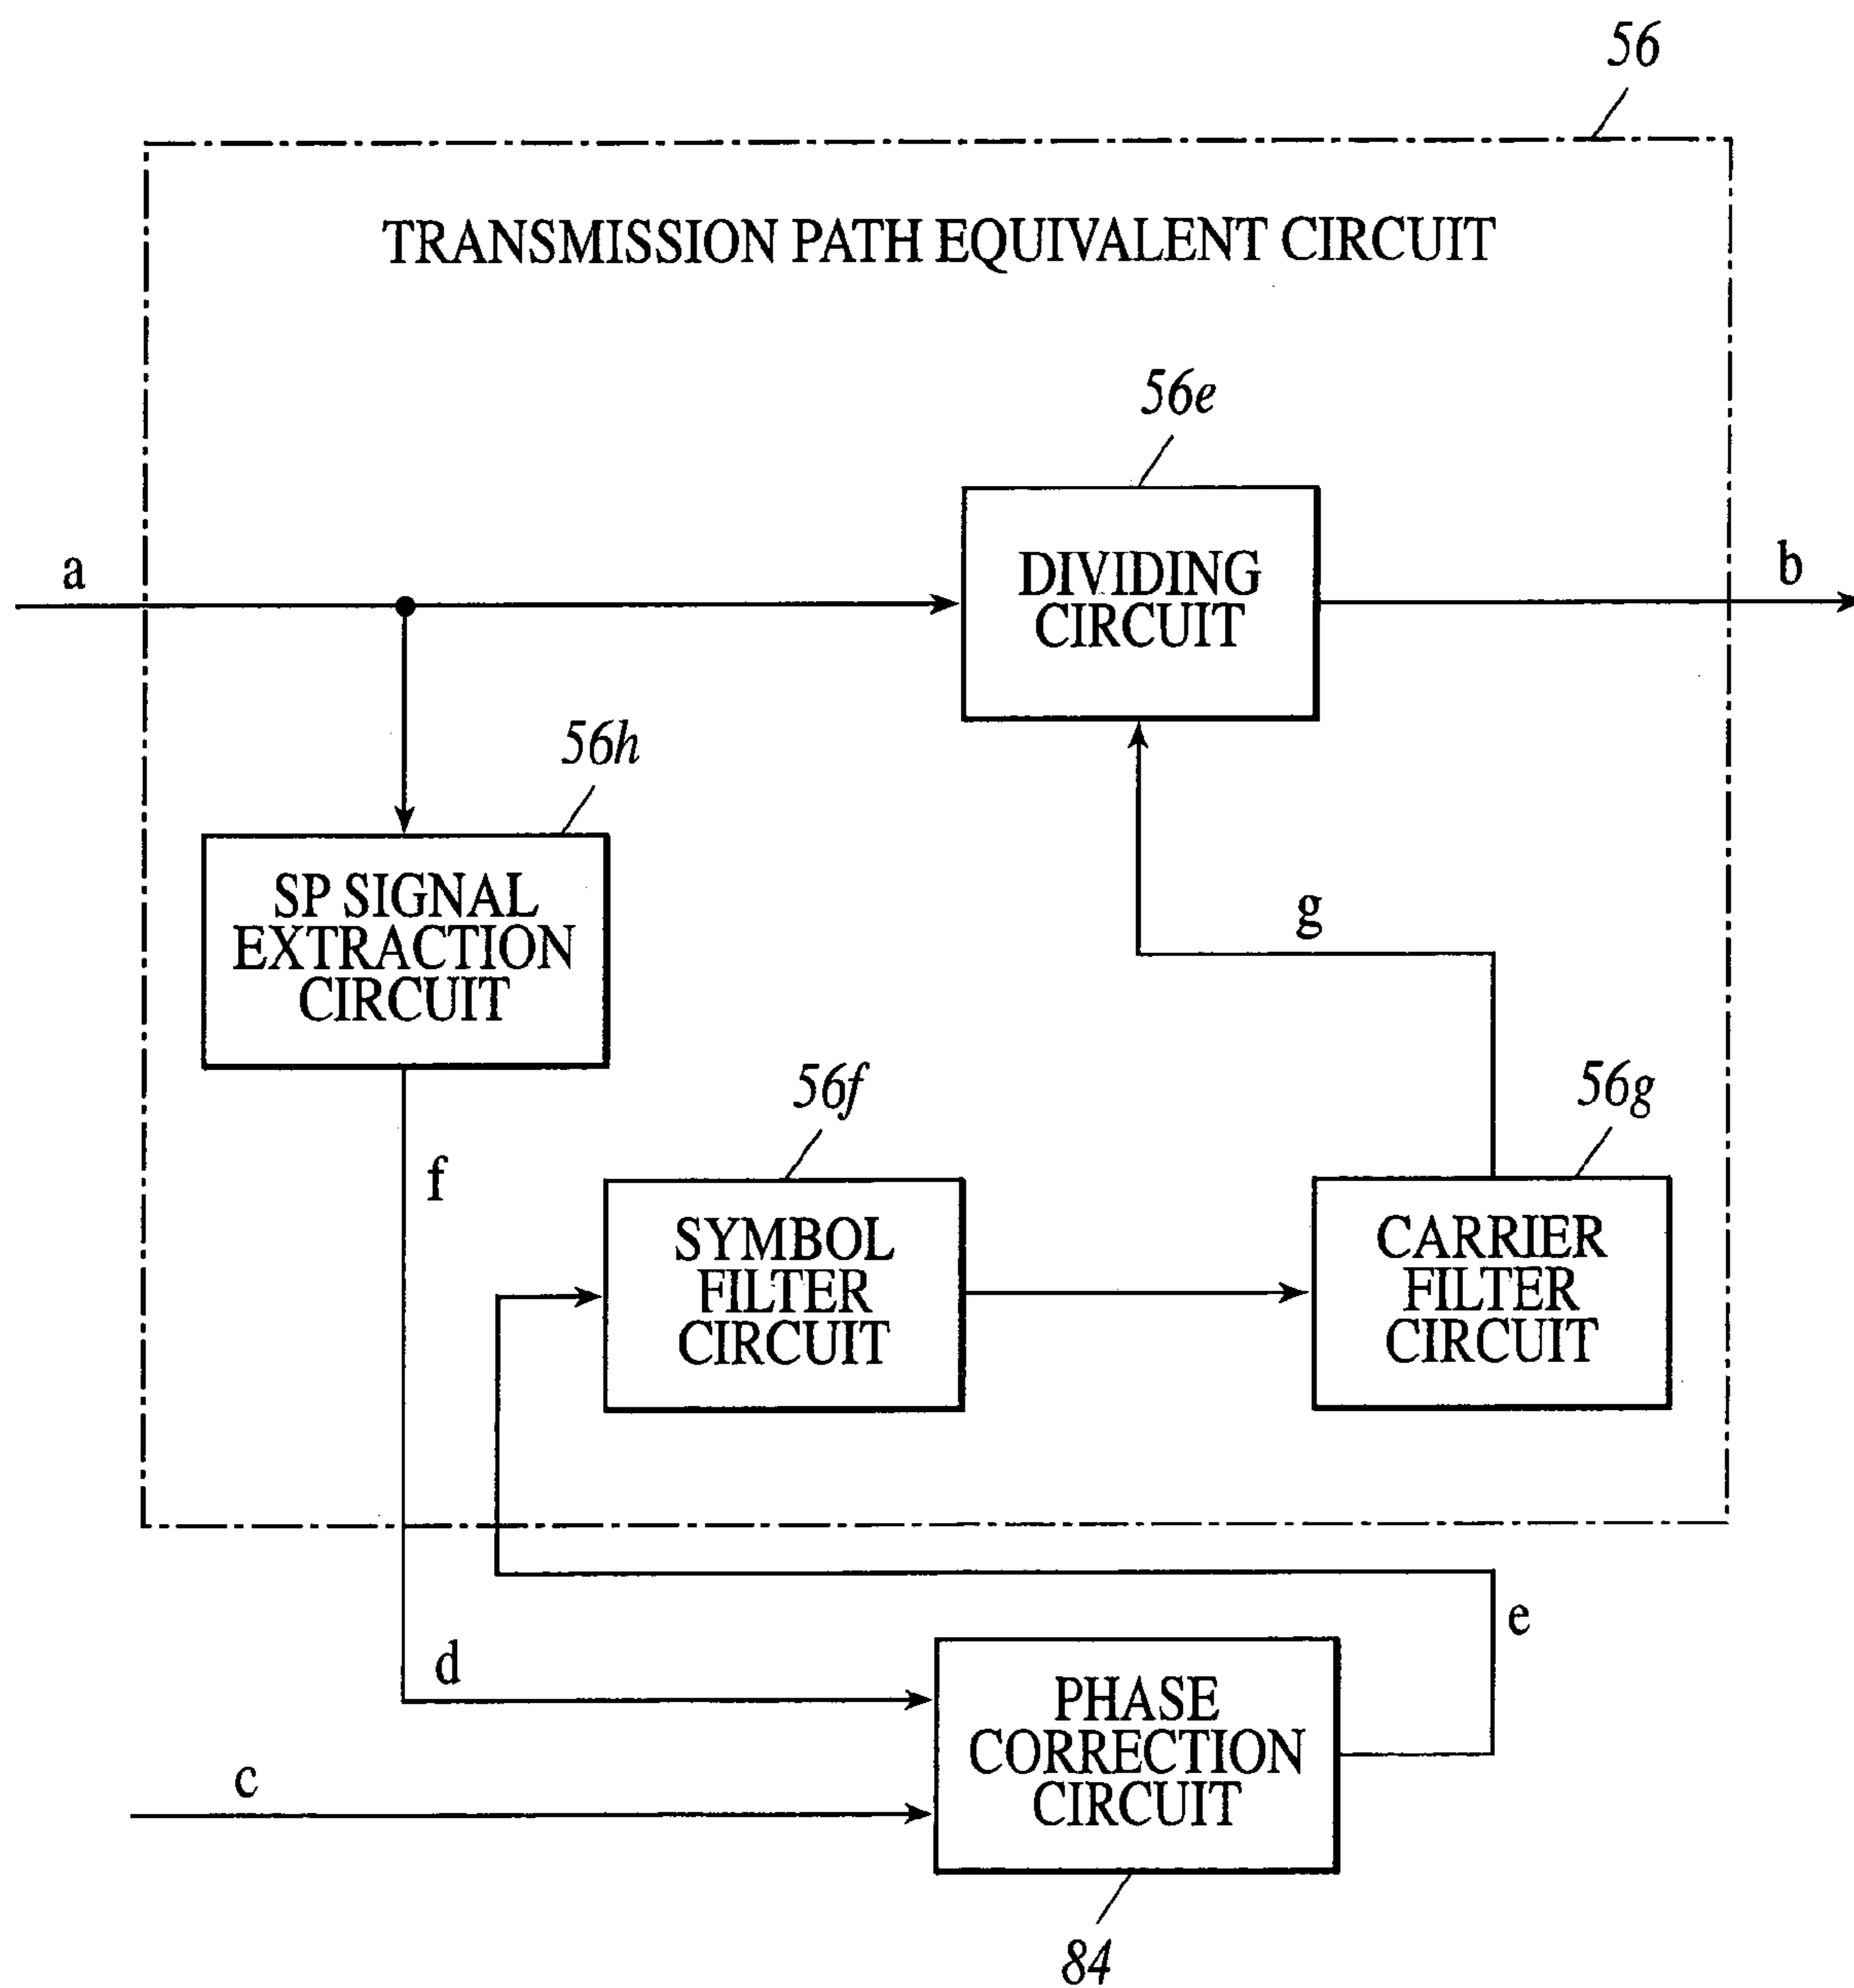 56
TRANSMISSION PATH EQUIVALENT CIRCUIT
56e
a
DIVIDING
CIRCUIT
b
56h
SP SIGNAL
EXTRACTION
CIRCUIT
g
56f
56g
f
SYMBOL
FILTER
CIRCUIT
CARRIER
FILTER
CIRCUIT
e
d
PHASE
CORRECTION
CIRCUIT
c
84